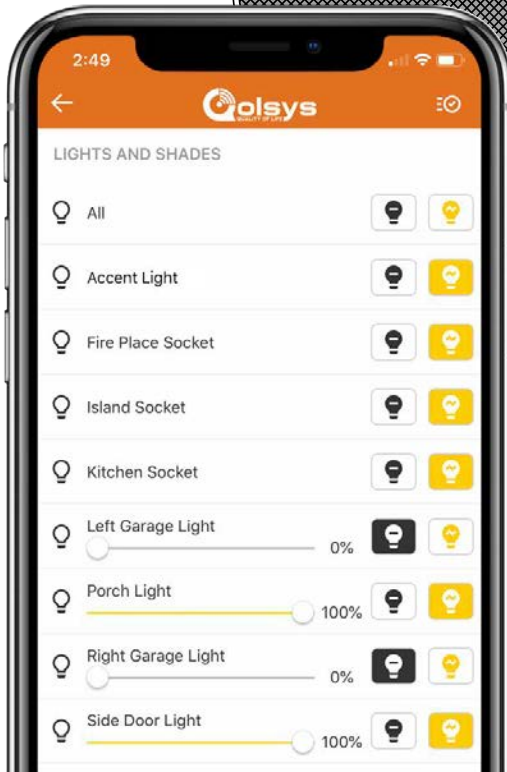 2:49
Qolsys
QUALITY OF LIFE
LIGHTS AND SHADES
All
Accent Light
Fire Place Socket
Island Socket
Kitchen Socket
Left Garage Light
0%
Porch Light
100%
Right Garage Light
0%
Side Door Light
100%